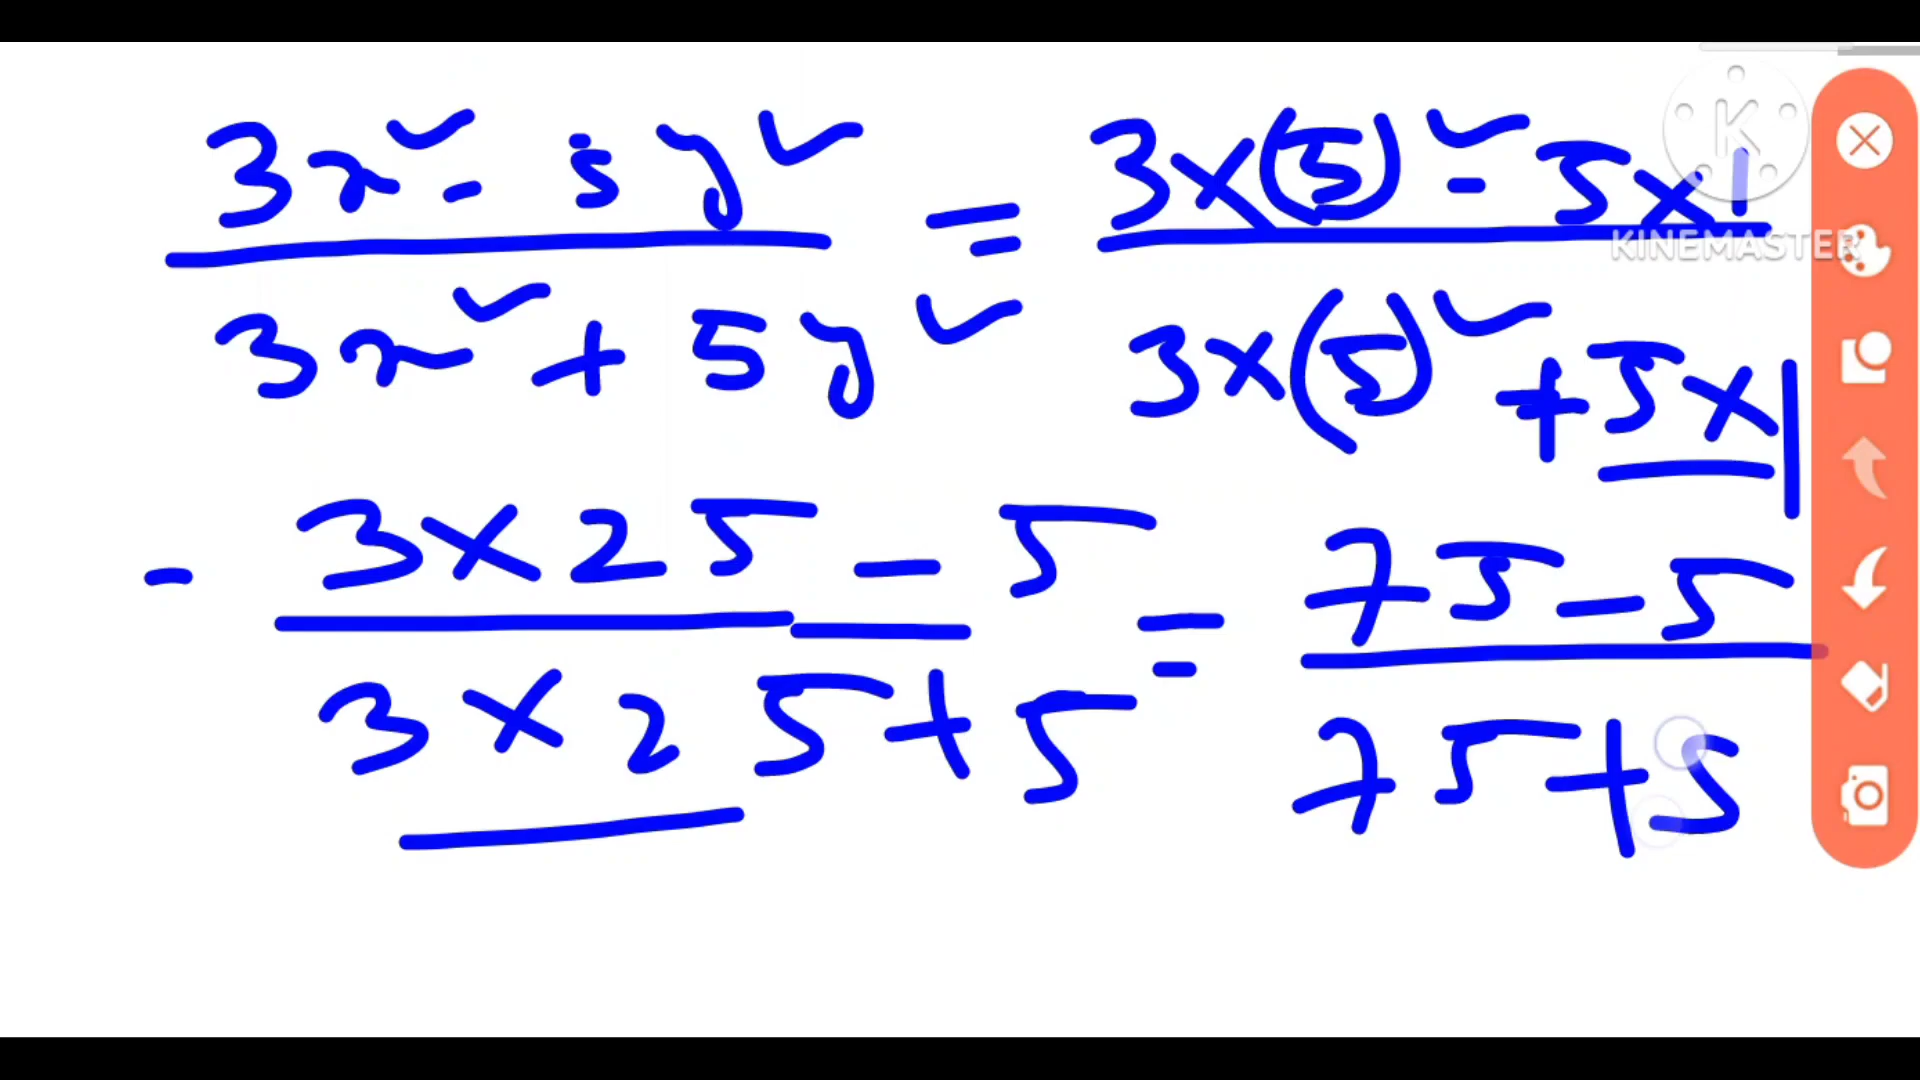 3x² - 5y² / 3x² + 5y² = 3×(5)² - 5×1 / 3×(5)² + 5×1
- 3×25 - 5 / 3×25+5 = 75-5 / 75+5
KINEMASTER